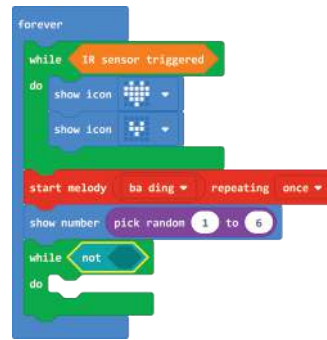 forever
while IR sensor triggered
do
show icon
show icon
start melody ba ding repeating once
show number pick random 1 to 6
while not
do